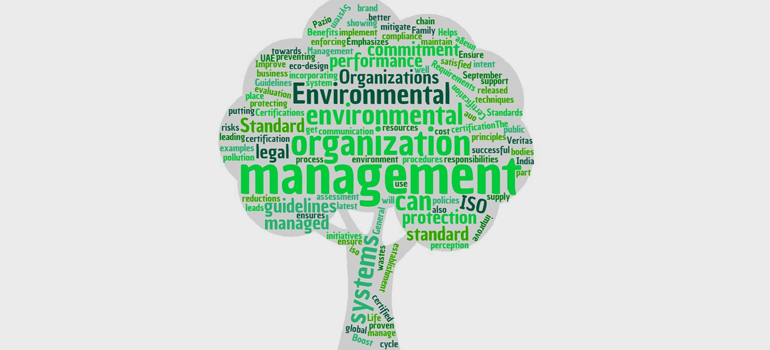 Pazio System brand
showing better
mitigate chain
Benefits implement compliance Family Helps
enforcing Emphasizes maintain
towards Management commitment Ensure
UAE preventing performance satisfied intent
Improve eco-design well Requirements
business incorporating Organizations September
Guidelines system support
evaluation Environmental Certification released
place techniques
protecting environmental one
putting Certifications Standards
risks Standard get communication resources cost certification The public
leading certification organization principles Veritas
examples legal successful bodies
pollution process environment procedures responsibilities India
management part
use
reductions assessment will can policies ISO supply
leads guidelines latest also
ensures General protection improve
managed
initiatives standard
ensure perception
iso
systems wastes establishment
certified
Life
global proven
Boost manage
cycle